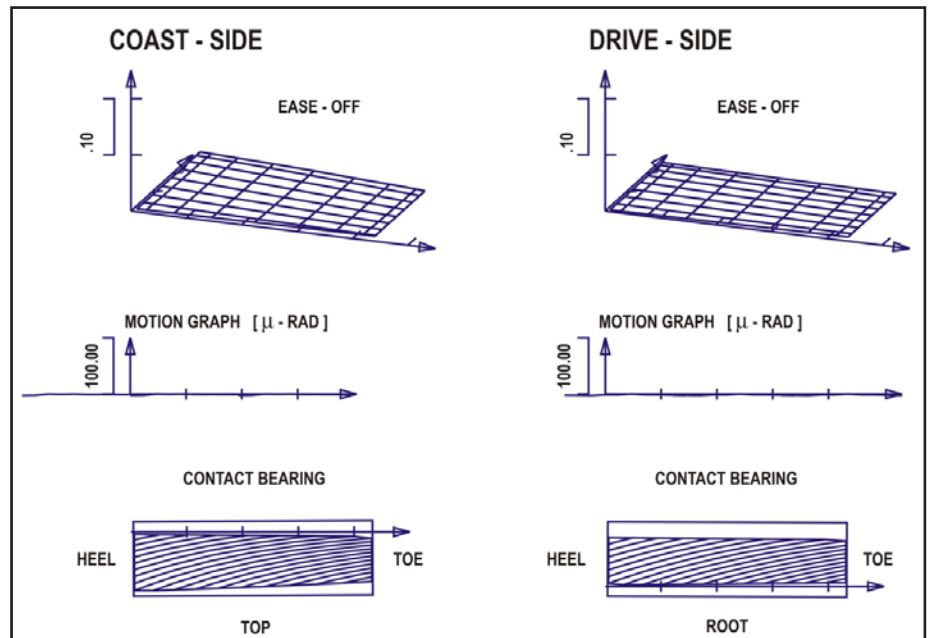 COAST - SIDE
DRIVE - SIDE
EASE - OFF
EASE - OFF
.10
.10
MOTION GRAPH [ μ - RAD ]
MOTION GRAPH [ μ - RAD ]
100.00
100.00
CONTACT BEARING
CONTACT BEARING
HEEL
TOE
HEEL
TOE
TOP
ROOT